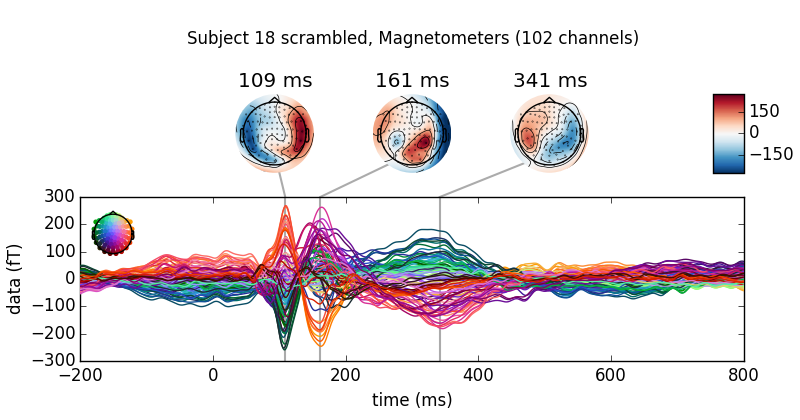 Subject 18 scrambled, Magnetometers (102 channels)
109 ms
161 ms
341 ms
150
0
−150
300
200
100
0
−100
−200
−300
data (fT)
−200
0
200
400
600
800
time (ms)